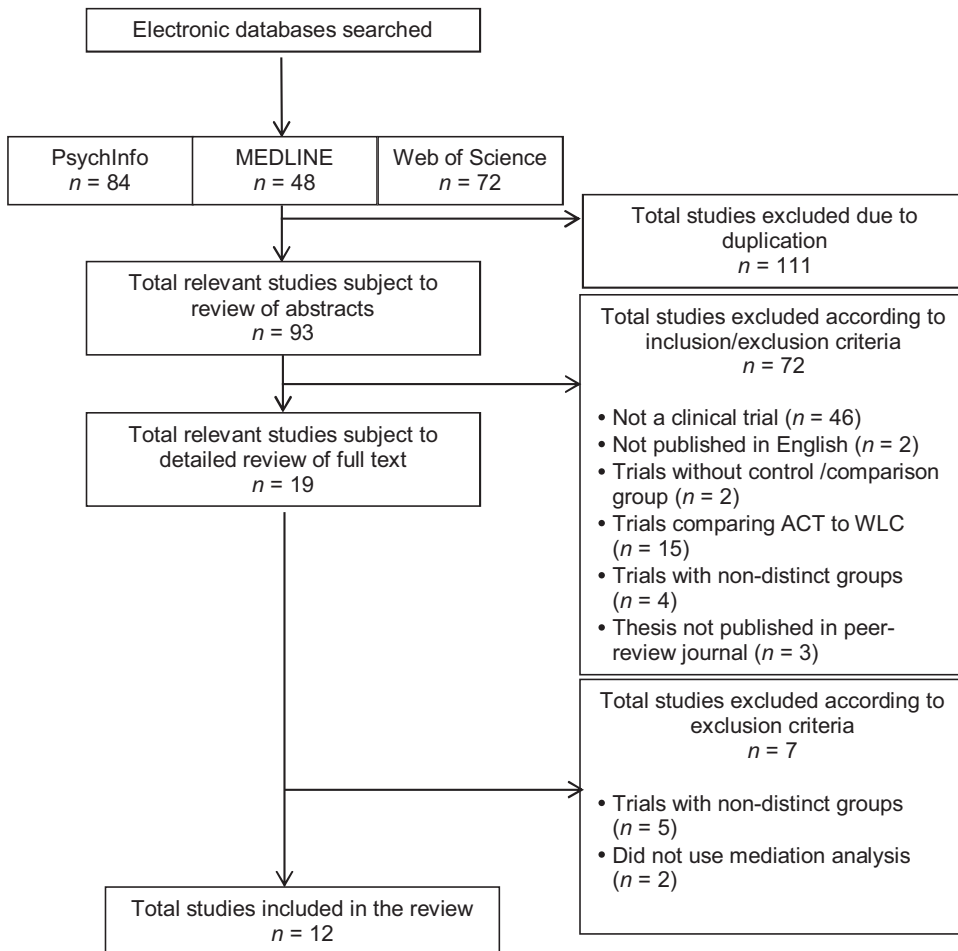 Electronic databases searched
PsychInfo
n = 84
MEDLINE
n = 48
Web of Science
n = 72
Total studies excluded due to
duplication
n = 111
Total relevant studies subject to
review of abstracts
n = 93
Total studies excluded according to
inclusion/exclusion criteria
n = 72
• Not a clinical trial (n = 46)
• Not published in English (n = 2)
• Trials without control /comparison
group (n = 2)
• Trials comparing ACT to WLC
(n = 15)
• Trials with non-distinct groups
(n = 4)
• Thesis not published in peer-
review journal (n = 3)
Total relevant studies subject to
detailed review of full text
n = 19
Total studies excluded according to
exclusion criteria
n = 7
• Trials with non-distinct groups
(n = 5)
• Did not use mediation analysis
(n = 2)
Total studies included in the review
n = 12